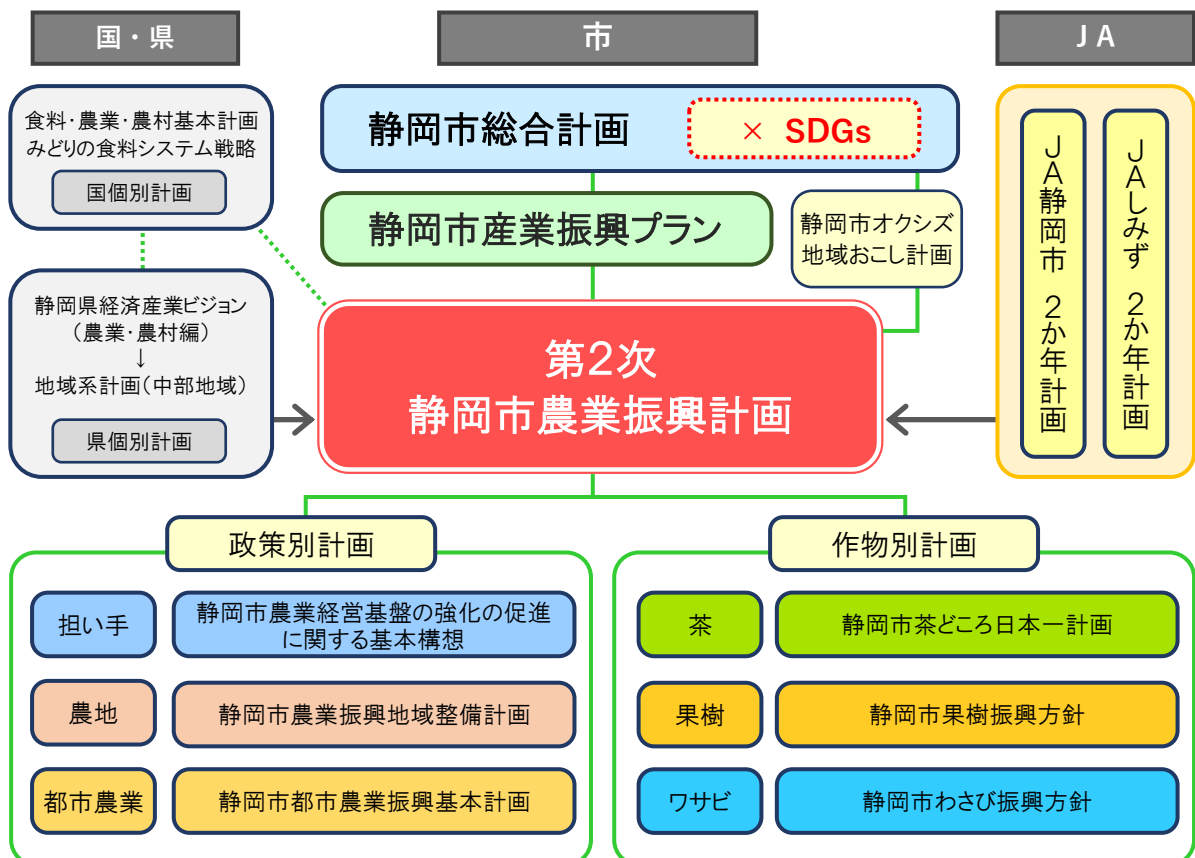 国・県
市
JA
食料・農業・農村基本計画
みどりの食料システム戦略
国個別計画
静岡県経済産業ビジョン
（農業・農村編）
↓
地域系計画（中部地域）
県個別計画
静岡市総合計画
× SDGs
静岡市産業振興プラン
静岡市オクシズ
地域おこし計画
第2次
静岡市農業振興計画
JA静岡市 2か年計画
JAしみず 2か年計画
政策別計画
担い手
静岡市農業経営基盤の強化の促進
に関する基本構想
農地
静岡市農業振興地域整備計画
都市農業
静岡市都市農業振興基本計画
作物別計画
茶
静岡市茶どころ日本一計画
果樹
静岡市果樹振興方針
ワサビ
静岡市わさび振興方針